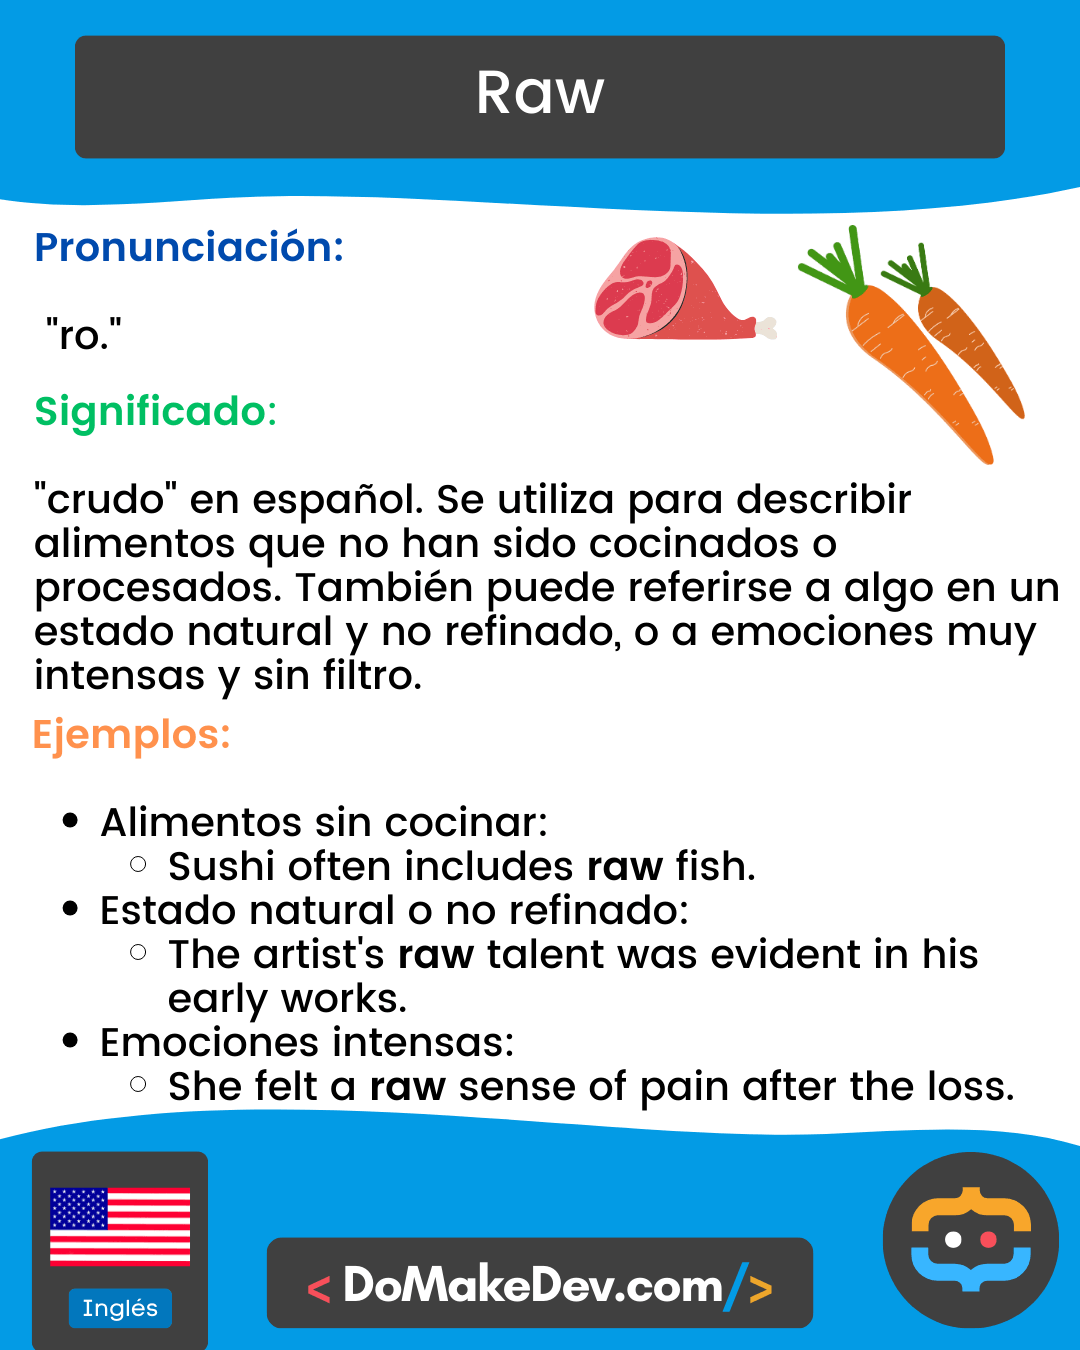 Raw
Pronunciación:
"ro."
Significado:
"crudo" en español. Se utiliza para describir
alimentos que no han sido cocinados o
procesados. También puede referirse a algo en un
estado natural y no refinado, o a emociones muy
intensas y sin filtro.
Ejemplos:
• Alimentos sin cocinar:
○ Sushi often includes raw fish.
• Estado natural o no refinado:
○ The artist's raw talent was evident in his
early works.
• Emociones intensas:
○ She felt a raw sense of pain after the loss.
Inglés
< DoMakeDev.com/>